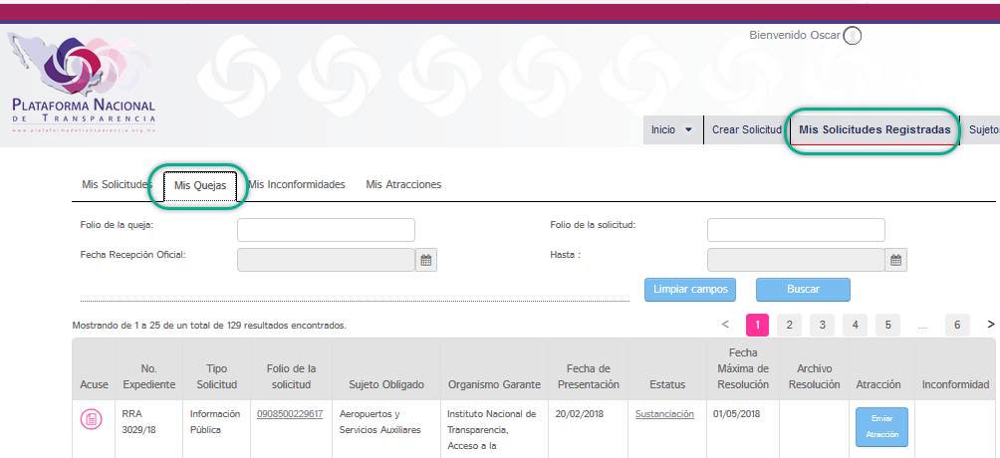 Bienvenido Oscar
PLATAFORMA NACIONAL
DE TRANSPARENCIA
www.plataformadetransparencia.org.mx
Inicio Crear Solicitud Mis Solicitudes Registradas Sujeto
Mis Solicitudes Mis Quejas Mis Inconformidades Mis Atracciones
Folio de la queja: Folio de la solicitud:
Fecha Recepción Oficial: Hasta :
Limpiar campos Buscar
Mostrando de 1 a 25 de un total de 129 resultados encontrados. < 1 2 3 4 5 ... 6 >
Acuse
No.
Expediente
Tipo
Solicitud
Folio de la
solicitud
Sujeto Obligado
Organismo Garante
Fecha de
Presentación
Estatus
Fecha
Máxima de
Resolución
Archivo
Resolución
Atracción
Inconformidad
RRA
3029/18
Información
Pública
0908500229617
Aeropuertos y
Servicios Auxiliares
Instituto Nacional de
Transparencia,
Acceso a la
20/02/2018
Sustanciación
01/05/2018
Enviar
Atracción